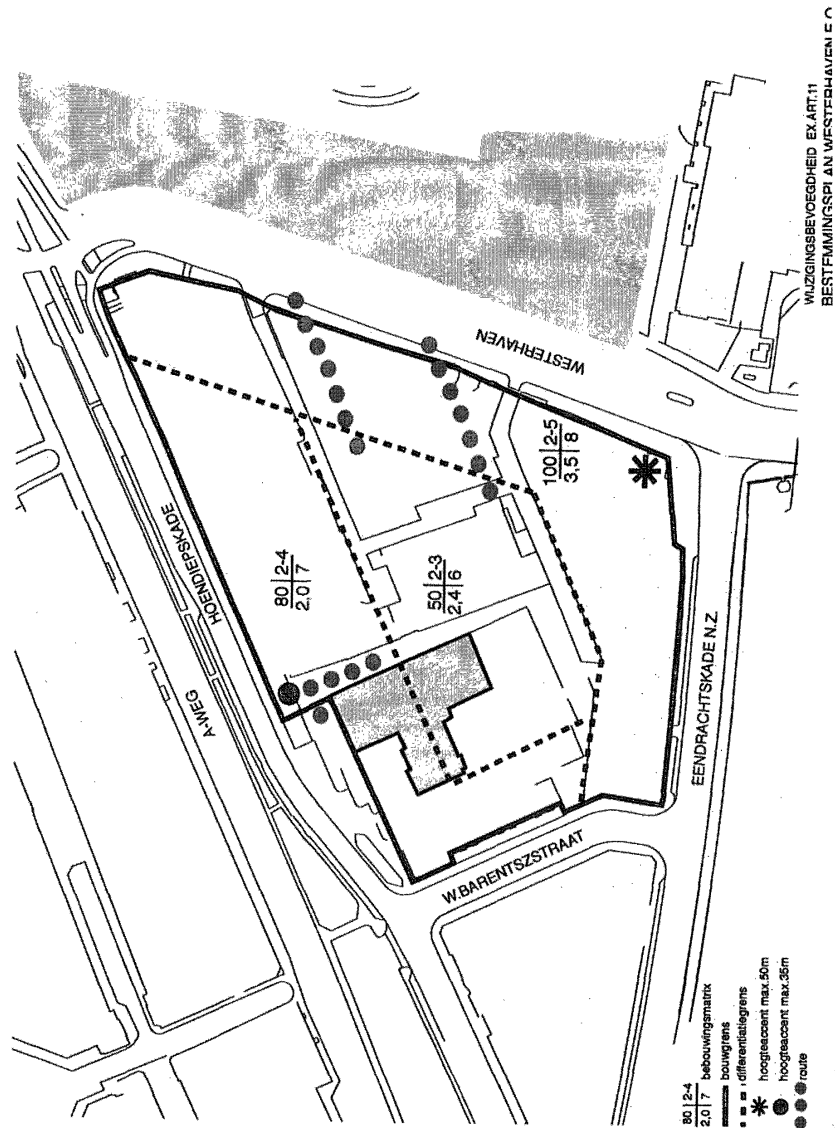 HOENDIEPSKADE
A-WEG
WESTERHAVEN
80 | 2-4
2,0 | 7
50 | 2-3
2,4 | 6
100 | 2-5
3,5 | 8
W.BARENTSZSTRAAT
EENDRACHTSKADE N.Z.
80 | 2-4
2,0 | 7
bebouwingsmatrix
bouwgrens
differentiatiegrens
hoogteaccent max.50m
hoogteaccent max.35m
route
WIJZIGINGSBEVOEGDHEID EX.ART.11
BESTEMMINGSPLAN WESTERHAVEN E.O.